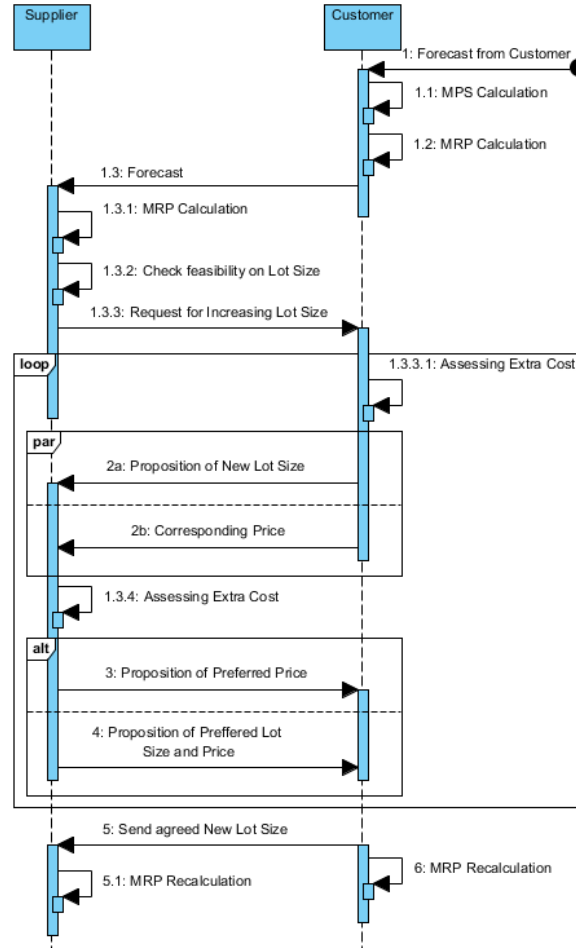 Supplier
Customer
1: Forecast from Customer
1.1: MPS Calculation
1.2: MRP Calculation
1.3: Forecast
1.3.1: MRP Calculation
1.3.2: Check feasibility on Lot Size
1.3.3: Request for Increasing Lot Size
loop
1.3.3.1: Assessing Extra Cost
par
2a: Proposition of New Lot Size
2b: Corresponding Price
1.3.4: Assessing Extra Cost
alt
3: Proposition of Preferred Price
4: Proposition of Preffered Lot
Size and Price
5: Send agreed New Lot Size
6: MRP Recalculation
5.1: MRP Recalculation